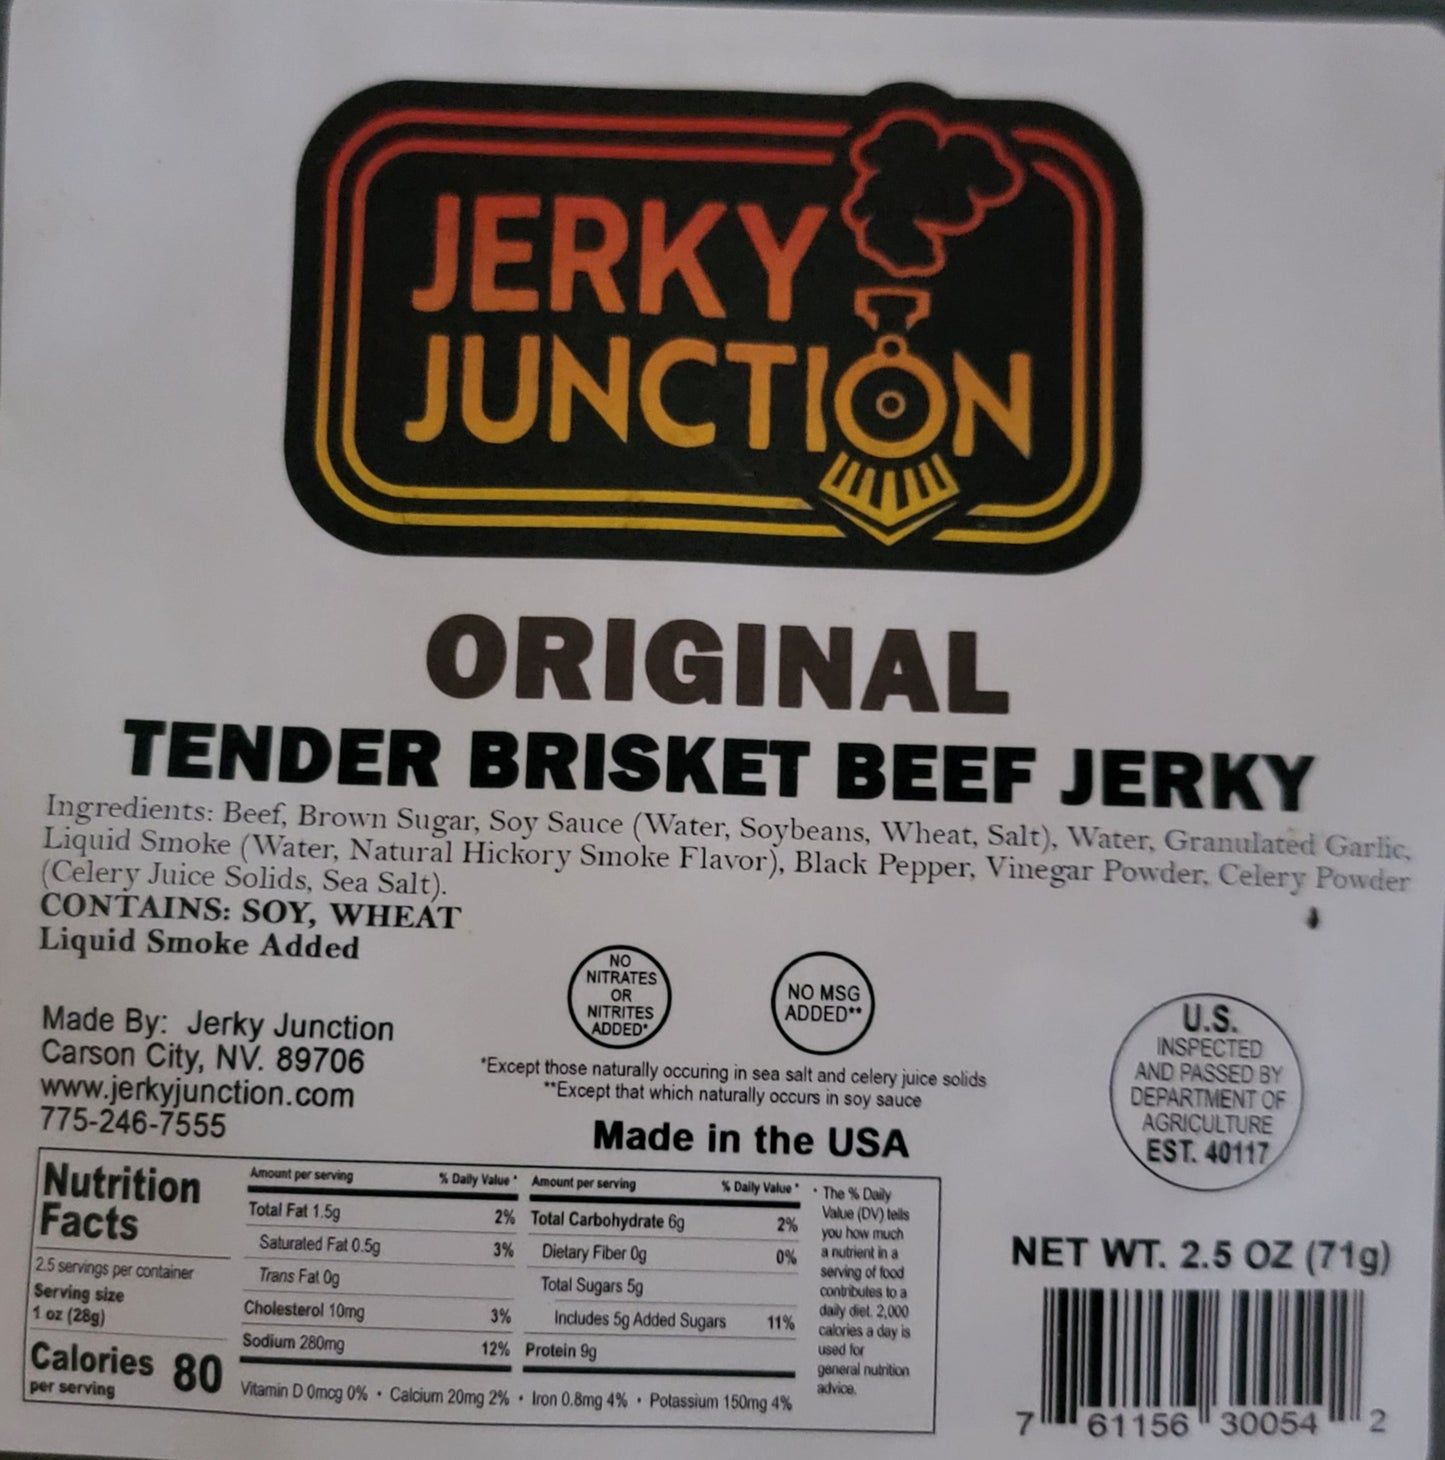 JERKY
JUNCTION
ORIGINAL
TENDER BRISKET BEEF JERKY
Ingredients: Beef, Brown Sugar, Soy Sauce (Water, Soybeans, Wheat, Salt), Water, Granulated Garlic,
Liquid Smoke (Water, Natural Hickory Smoke Flavor), Black Pepper, Vinegar Powder, Celery Powder
(Celery Juice Solids, Sea Salt).
CONTAINS: SOY, WHEAT
Liquid Smoke Added
NO
NITRATES
OR
NITRITES
ADDED*
NO MSG
ADDED**
*Except those naturally occuring in sea salt and celery juice solids
**Except that which naturally occurs in soy sauce
Made in the USA
Made By: Jerky Junction
Carson City, NV. 89706
www.jerkyjunction.com
775-246-7555
U.S.
INSPECTED
AND PASSED BY
DEPARTMENT OF
AGRICULTURE
EST. 40117
Nutrition
Facts
2.5 servings per container
Serving size
1 oz (28g)
Calories 80
per serving
Amount per serving % Daily Value*
Total Fat 1.5g 2%
Saturated Fat 0.5g 3%
Trans Fat 0g
Cholesterol 10mg 3%
Sodium 280mg 12%
Amount per serving % Daily Value*
Total Carbohydrate 6g 2%
Dietary Fiber 0g 0%
Total Sugars 5g
Includes 5g Added Sugars 11%
Protein 9g
Vitamin D 0mcg 0% • Calcium 20mg 2% • Iron 0.8mg 4% • Potassium 150mg 4%
* The % Daily
Value (DV) tells
you how much
a nutrient in a
serving of food
contributes to a
daily diet. 2,000
calories a day is
used for
general nutrition
advice.
NET WT. 2.5 OZ (71g)
7 61156 30054 2